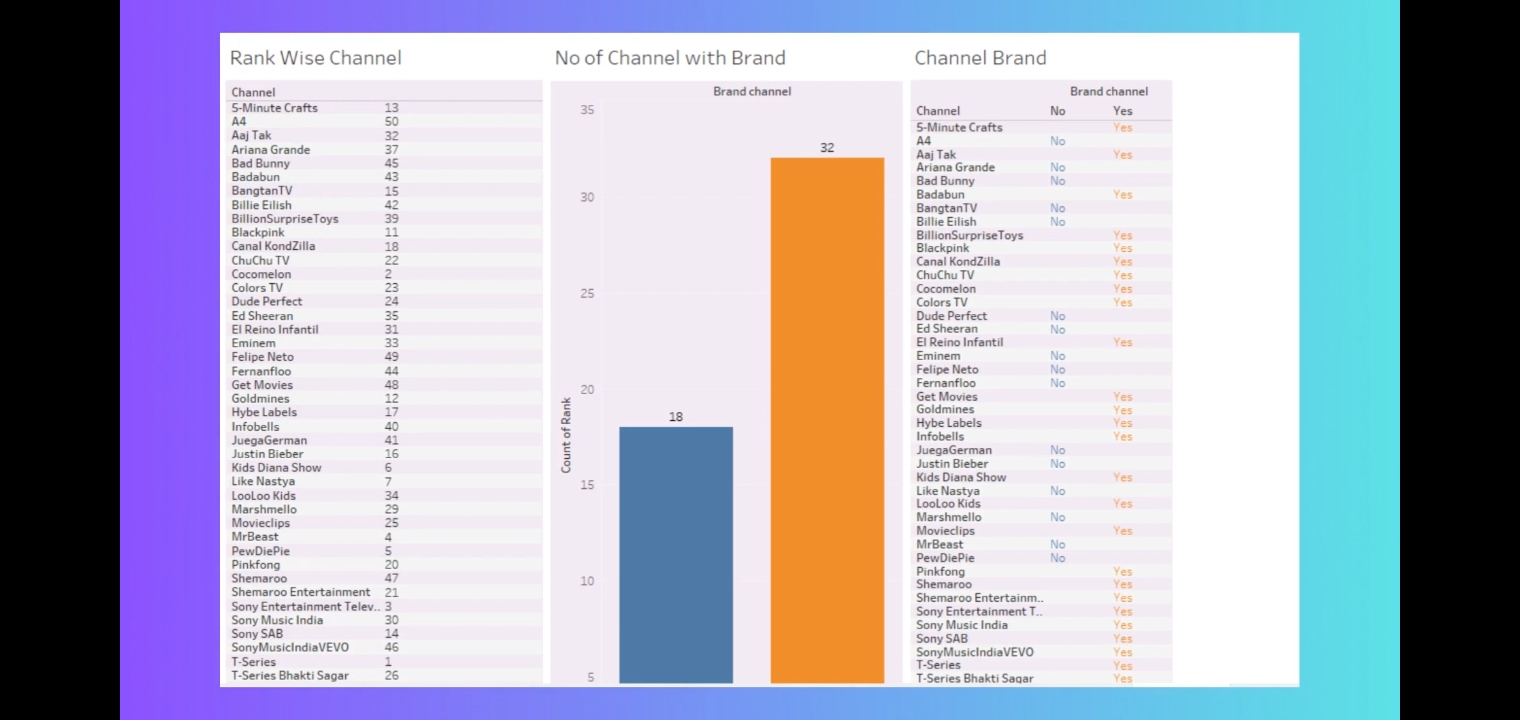 Rank Wise Channel
Channel
5-Minute Crafts 13
A4 50
Aaj Tak 32
Ariana Grande 37
Bad Bunny 45
Badabun 43
BangtanTV 15
Billie Eilish 42
BillionSurpriseToys 39
Blackpink 11
Canal KondZilla 18
ChuChu TV 22
Cocomelon 2
Colors TV 23
Dude Perfect 24
Ed Sheeran 35
El Reino Infantil 31
Eminem 33
Felipe Neto 49
Fernanfloo 44
Get Movies 48
Goldmines 12
Hybe Labels 17
Infobells 40
JuegaGerman 41
Justin Bieber 16
Kids Diana Show 6
Like Nastya 7
LooLoo Kids 34
Marshmello 29
Movieclips 25
MrBeast 4
PewDiePie 5
Pinkfong 20
Shemaroo 47
Shemaroo Entertainment 21
Sony Entertainment Telev.. 3
Sony Music India 30
Sony SAB 14
SonyMusicIndiaVEVO 46
T-Series 1
T-Series Bhakti Sagar 26
No of Channel with Brand
Brand channel
35
32
30
25
20
18
Count of Rank
15
10
5
Channel Brand
Brand channel
Channel No Yes
5-Minute Crafts Yes
A4 No
Aaj Tak Yes
Ariana Grande No
Bad Bunny No
Badabun Yes
BangtanTV No
Billie Eilish No
BillionSurpriseToys Yes
Blackpink Yes
Canal KondZilla Yes
ChuChu TV Yes
Cocomelon Yes
Colors TV Yes
Dude Perfect No
Ed Sheeran No
El Reino Infantil Yes
Eminem No
Felipe Neto No
Fernanfloo No
Get Movies Yes
Goldmines Yes
Hybe Labels Yes
Infobells Yes
JuegaGerman No
Justin Bieber No
Kids Diana Show Yes
Like Nastya No
LooLoo Kids Yes
Marshmello No
Movieclips Yes
MrBeast No
PewDiePie No
Pinkfong Yes
Shemaroo Yes
Shemaroo Entertainm.. Yes
Sony Entertainment T.. Yes
Sony Music India Yes
Sony SAB Yes
SonyMusicIndiaVEVO Yes
T-Series Yes
T-Series Bhakti Sagar Yes